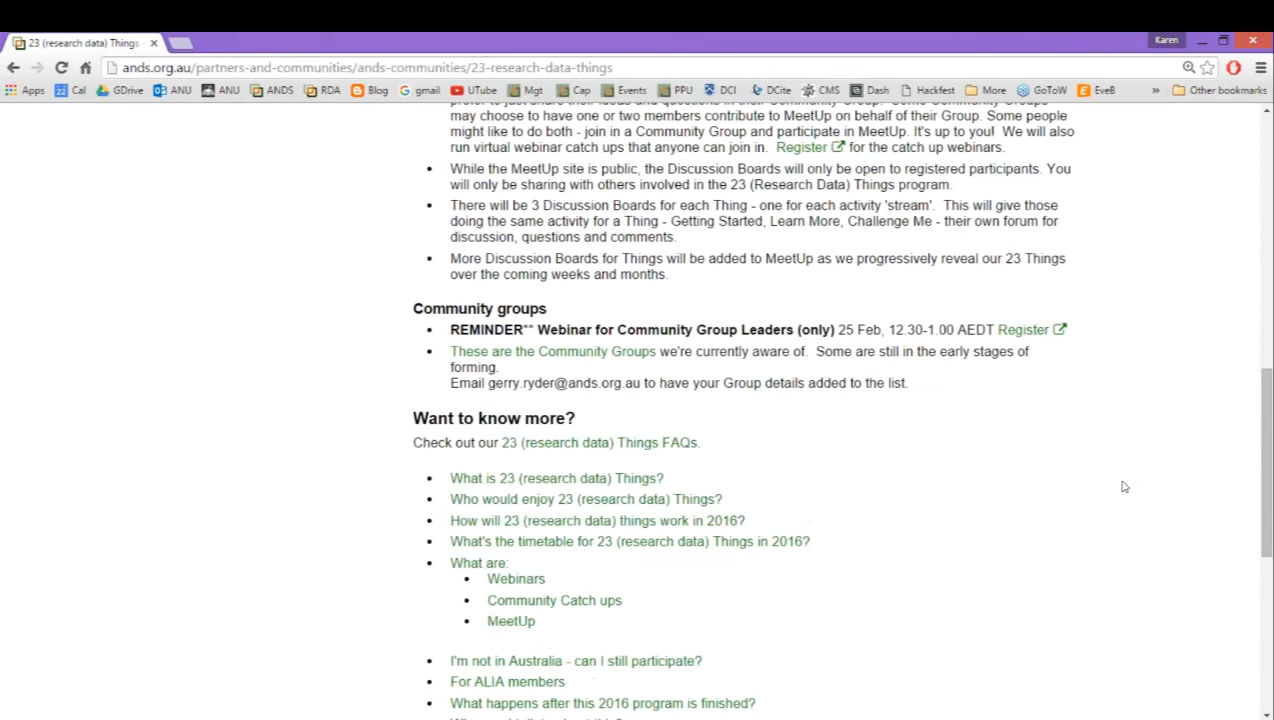 23 (research data) Things
Karen
ands.org.au/partners-and-communities/ands-communities/23-research-data-things
Apps Cal GDrive ANU ANU ANDS RDA Blog gmail UTube Mgt Cap Events PPU DCI DCite CMS Dash Hackfest More GoToW EveB » Other bookmarks
prefer to just share their ideas and questions in their Community Group. Some Community Groups
may choose to have one or two members contribute to MeetUp on behalf of their Group. Some people
might like to do both - join in a Community Group and participate in MeetUp. It's up to you! We will also
run virtual webinar catch ups that anyone can join in. Register for the catch up webinars.
• While the MeetUp site is public, the Discussion Boards will only be open to registered participants. You
will only be sharing with others involved in the 23 (Research Data) Things program.
• There will be 3 Discussion Boards for each Thing - one for each activity 'stream'. This will give those
doing the same activity for a Thing - Getting Started, Learn More, Challenge Me - their own forum for
discussion, questions and comments.
• More Discussion Boards for Things will be added to MeetUp as we progressively reveal our 23 Things
over the coming weeks and months.
Community groups
• REMINDER** Webinar for Community Group Leaders (only) 25 Feb, 12.30-1.00 AEDT Register
• These are the Community Groups we're currently aware of. Some are still in the early stages of
forming.
Email gerry.ryder@ands.org.au to have your Group details added to the list.
Want to know more?
Check out our 23 (research data) Things FAQs.
• What is 23 (research data) Things?
• Who would enjoy 23 (research data) Things?
• How will 23 (research data) things work in 2016?
• What's the timetable for 23 (research data) Things in 2016?
• What are:
• Webinars
• Community Catch ups
• MeetUp
• I'm not in Australia - can I still participate?
• For ALIA members
• What happens after this 2016 program is finished?